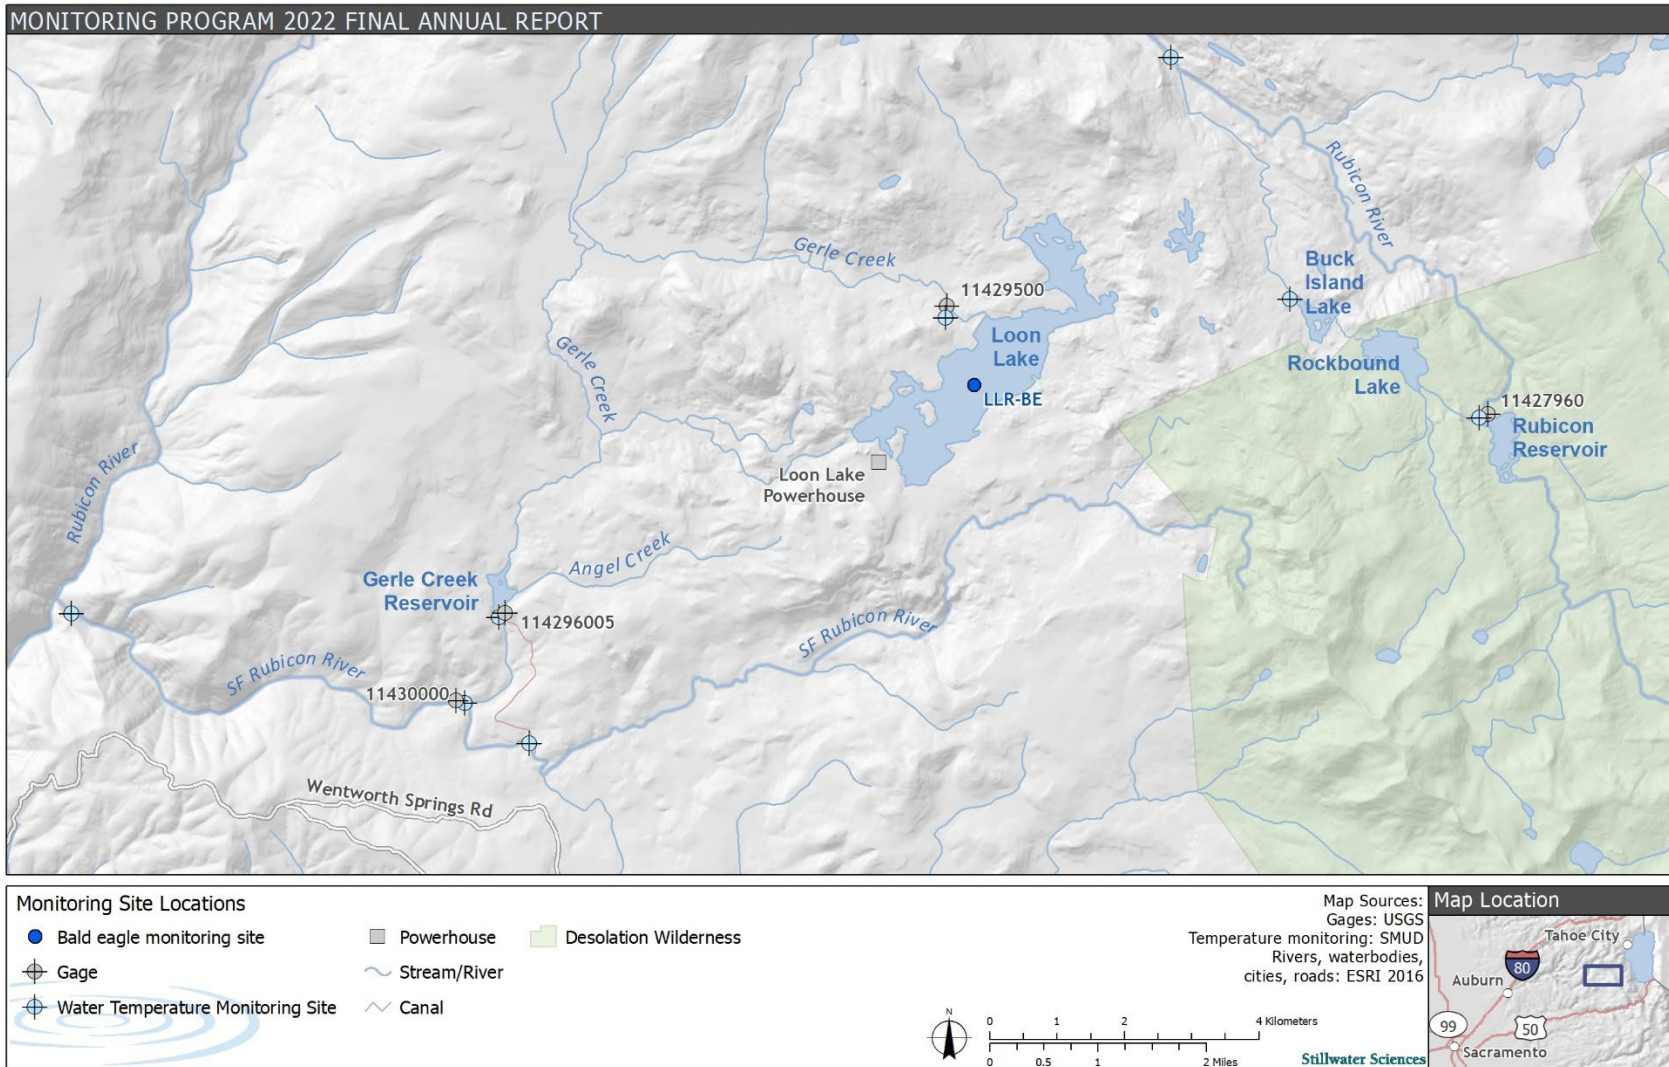 MONITORING PROGRAM 2022 FINAL ANNUAL REPORT
Rubicon River
Gerle Creek
11429500
Buck
Island
Lake
Loon
Lake
Gerle Creek
Rockbound
Lake
LLR-BE
11427960
Rubicon
Reservoir
Rubicon River
Loon Lake
Powerhouse
Angel Creek
Gerle Creek
Reservoir
114296005
SF Rubicon River
SF Rubicon River
11430000
Wentworth Springs Rd
Monitoring Site Locations
Bald eagle monitoring site
Gage
Water Temperature Monitoring Site
Powerhouse
Stream/River
Canal
Desolation Wilderness
Map Sources:
Gages: USGS
Temperature monitoring: SMUD
Rivers, waterbodies,
cities, roads: ESRI 2016
N
0 1 2 4 Kilometers
0 0.5 1 2 Miles
Stillwater Sciences
Map Location
Tahoe City
80
Auburn
99
50
Sacramento